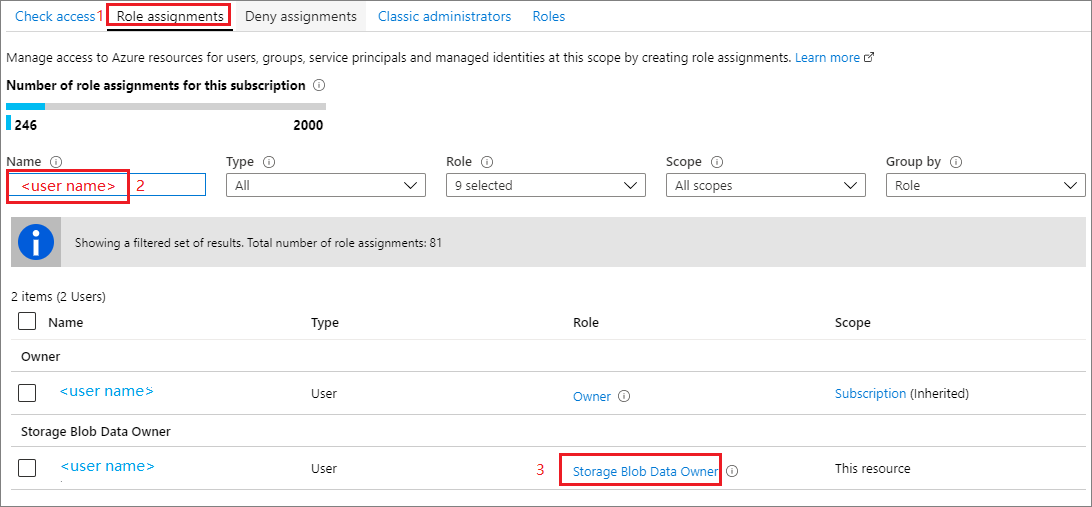 Check access 1 Role assignments Deny assignments Classic administrators Roles
Manage access to Azure resources for users, groups, service principals and managed identities at this scope by creating role assignments. Learn more
Number of role assignments for this subscription
246 2000
Name Type Role Scope Group by
<user name> 2 All 9 selected All scopes Role
Showing a filtered set of results. Total number of role assignments: 81
2 items (2 Users)
Name Type Role Scope
Owner
<user name> User Owner Subscription (Inherited)
Storage Blob Data Owner
<user name> User 3 Storage Blob Data Owner This resource